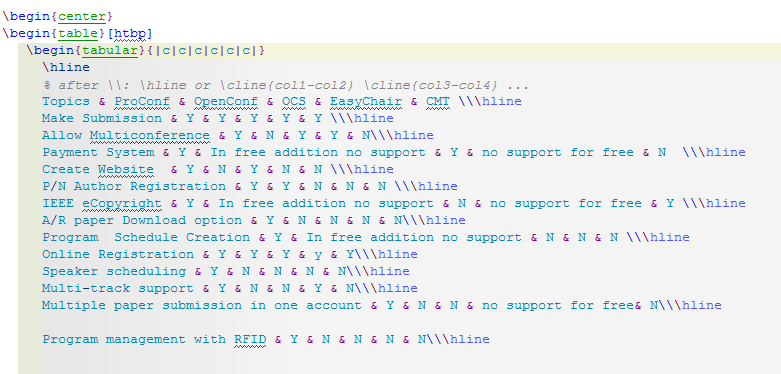 \begin{center}
\begin{table}[htbp]
\begin{tabular}{|c|c|c|c|c|c|}
\hline
% after \\: \hline or \cline{col1-col2} \cline{col3-col4} ...
Topics & ProConf & OpenConf & OCS & EasyChair & CMT \\\hline
Make Submission & Y & Y & Y & Y & Y \\\hline
Allow Multiconference & Y & N & Y & Y & N\\\hline
Payment System & Y & In free addition no support & Y & no support for free & N  \\\hline
Create Website  & Y & N & Y & N & N \\\hline
P/N Author Registration & Y & Y & N & N & N \\\hline
IEEE eCopyright & Y & In free addition no support & N & no support for free & Y \\\hline
A/R paper Download option & Y & N & N & N & N\\\hline
Program  Schedule Creation & Y & In free addition no support & N & N & N \\\hline
Online Registration & Y & Y & Y & y & Y\\\hline
Speaker scheduling & Y & N & N & N & N\\\hline
Multi-track support & Y & N & N & Y & N\\\hline
Multiple paper submission in one account & Y & N & N & no support for free& N\\\hline
Program management with RFID & Y & N & N & N & N\\\hline